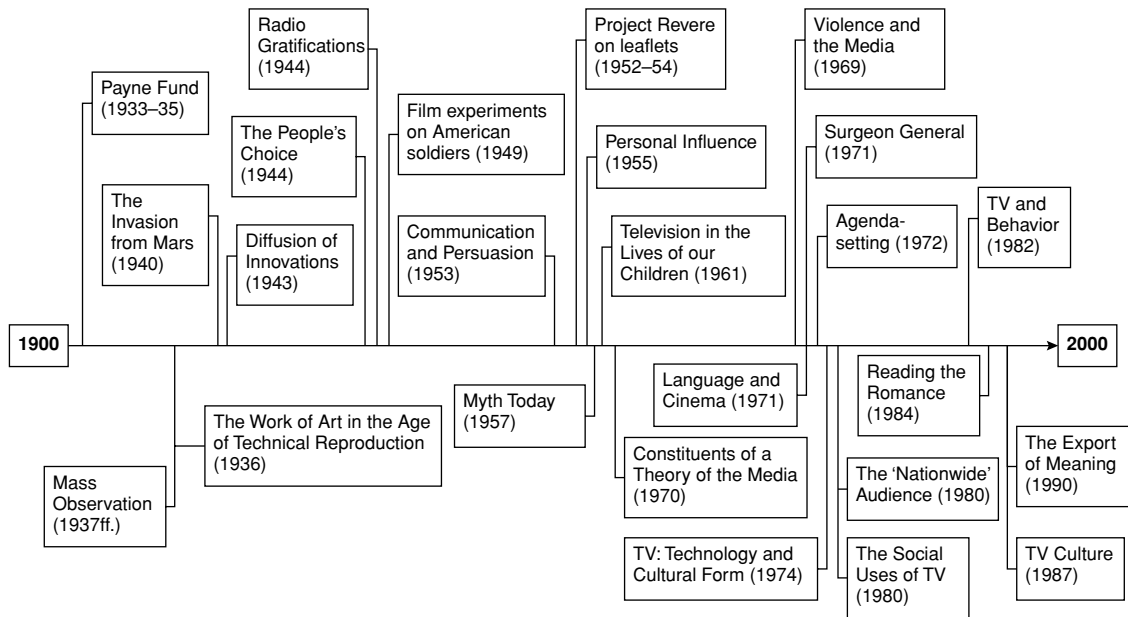 Radio
Gratifications
(1944)
Project Revere
on leaflets
(1952–54)
Violence and
the Media
(1969)
Payne Fund
(1933–35)
The People’s
Choice
(1944)
Film experiments
on American
soldiers (1949)
Personal Influence
(1955)
Surgeon General
(1971)
The
Invasion
from Mars
(1940)
Diffusion of
Innovations
(1943)
Communication
and Persuasion
(1953)
Television in the
Lives of our
Children (1961)
Agenda-
setting (1972)
TV and
Behavior
(1982)
1900
2000
Mass
Observation
(1937ff.)
The Work of Art in the Age
of Technical Reproduction
(1936)
Myth Today
(1957)
Language and
Cinema (1971)
Reading the
Romance
(1984)
Constituents of a
Theory of the Media
(1970)
The ‘Nationwide’
Audience (1980)
The Export
of Meaning
(1990)
TV: Technology and
Cultural Form (1974)
The Social
Uses of TV
(1980)
TV Culture
(1987)